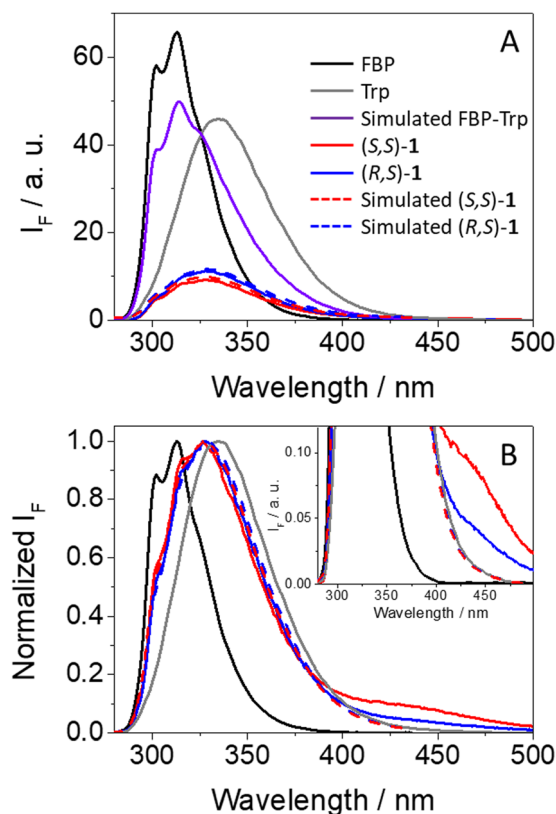 A
60
40
20
0
I_F / a. u.
FBP
Trp
Simulated FBP-Trp
(S,S)-1
(R,S)-1
Simulated (S,S)-1
Simulated (R,S)-1
300 350 400 450 500
Wavelength / nm
B
1.0
0.8
0.6
0.4
0.2
0.0
Normalized I_F
0.10
0.05
0.00
I_F / a. u.
300 350 400 450
Wavelength / nm
300 350 400 450 500
Wavelength / nm